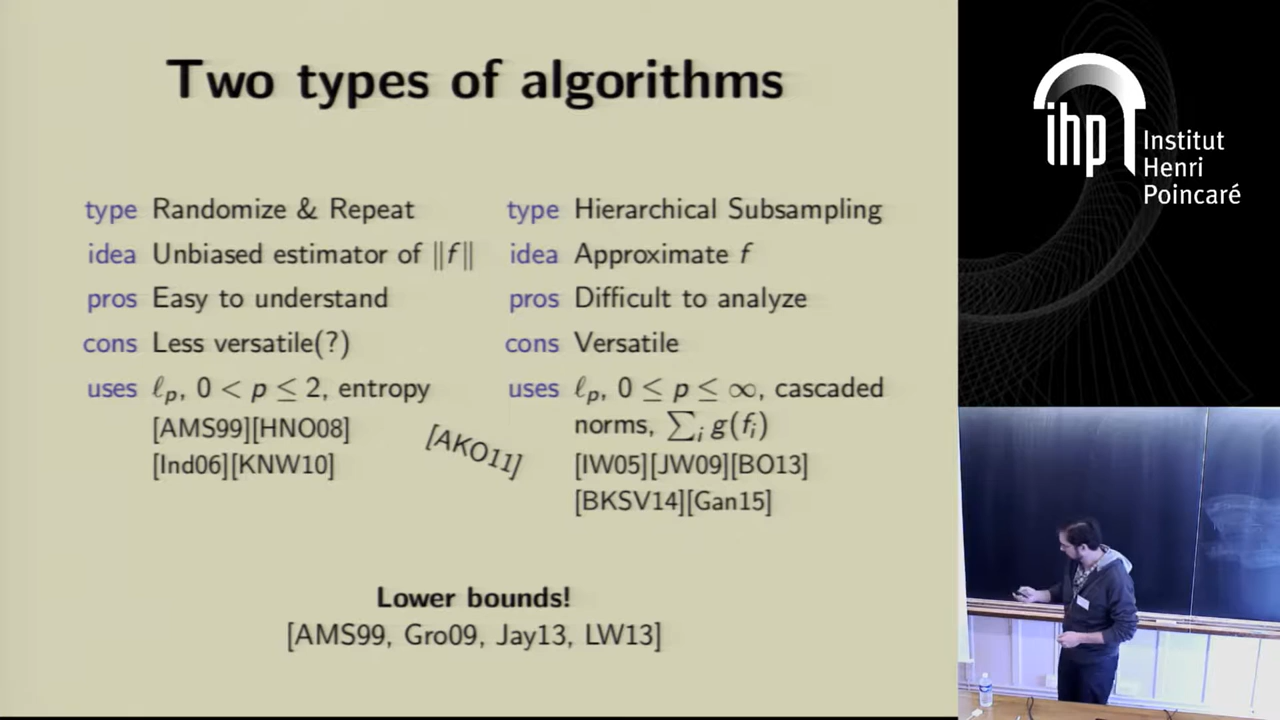 Two types of algorithms
type Randomize & Repeat
idea Unbiased estimator of ‖f‖
pros Easy to understand
cons Less versatile(?)
uses ℓp, 0 < p ≤ 2, entropy
[AMS99][HNO08]
[Ind06][KNW10]
[AKO11]
type Hierarchical Subsampling
idea Approximate f
pros Difficult to analyze
cons Versatile
uses ℓp, 0 ≤ p ≤ ∞, cascaded
norms, ∑i g(fi)
[IW05][JW09][BO13]
[BKSV14][Gan15]
Lower bounds!
[AMS99, Gro09, Jay13, LW13]
ihp
Institut
Henri
Poincaré